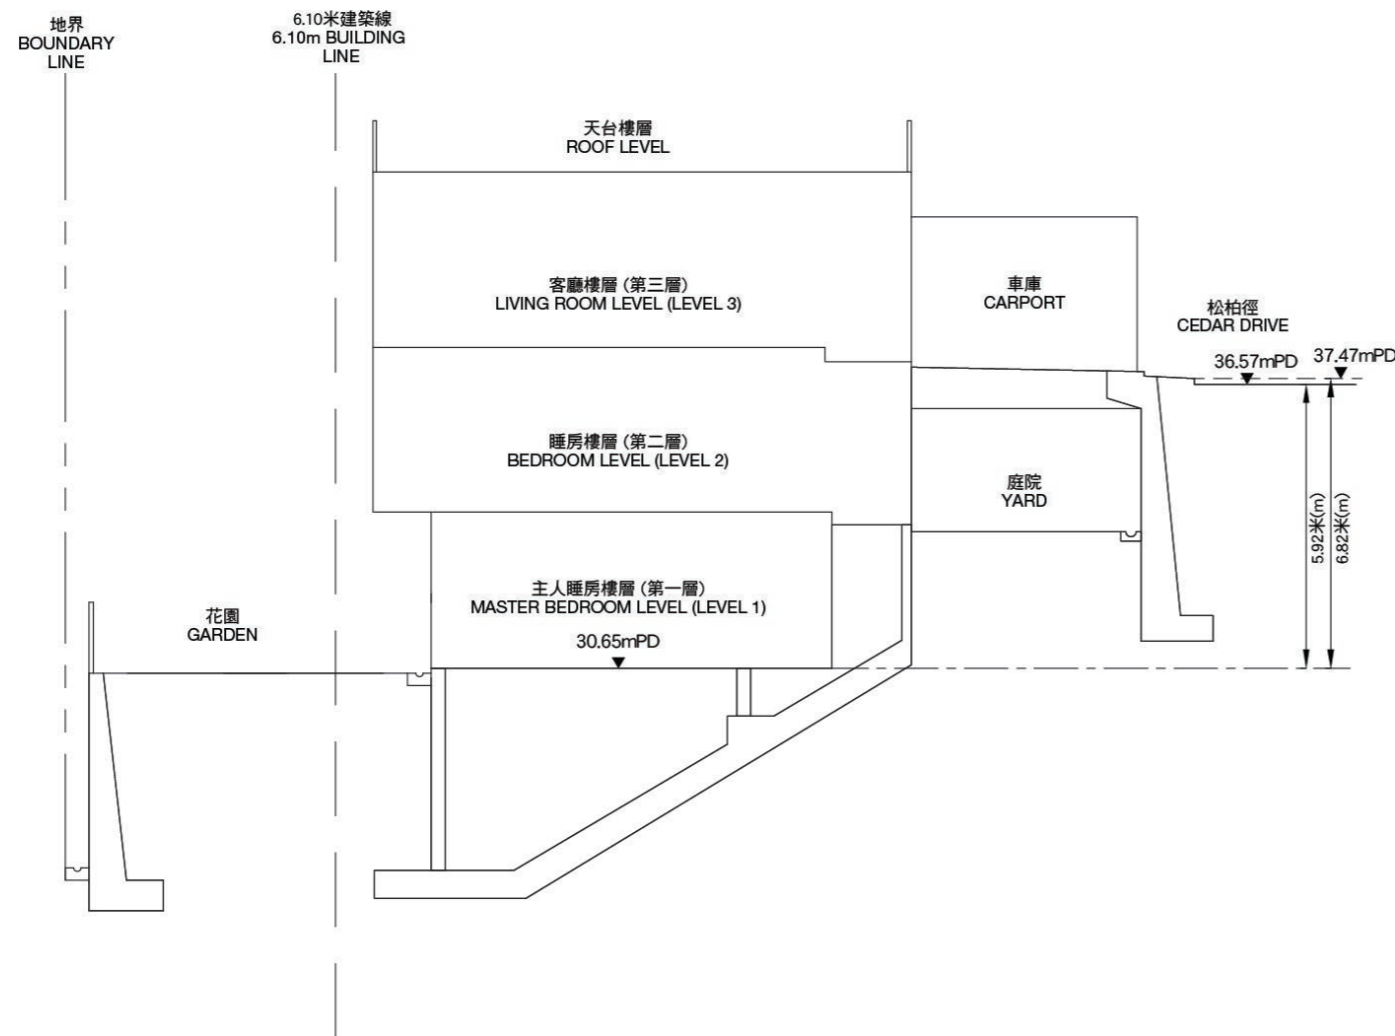 地界
BOUNDARY
LINE
6.10米建築線
6.10m BUILDING
LINE
天台樓層
ROOF LEVEL
客廳樓層 (第三層)
LIVING ROOM LEVEL (LEVEL 3)
車庫
CARPORT
松柏徑
CEDAR DRIVE
36.57mPD
37.47mPD
睡房樓層 (第二層)
BEDROOM LEVEL (LEVEL 2)
庭院
YARD
5.92米(m)
6.82米(m)
主人睡房樓層 (第一層)
MASTER BEDROOM LEVEL (LEVEL 1)
30.65mPD
花園
GARDEN